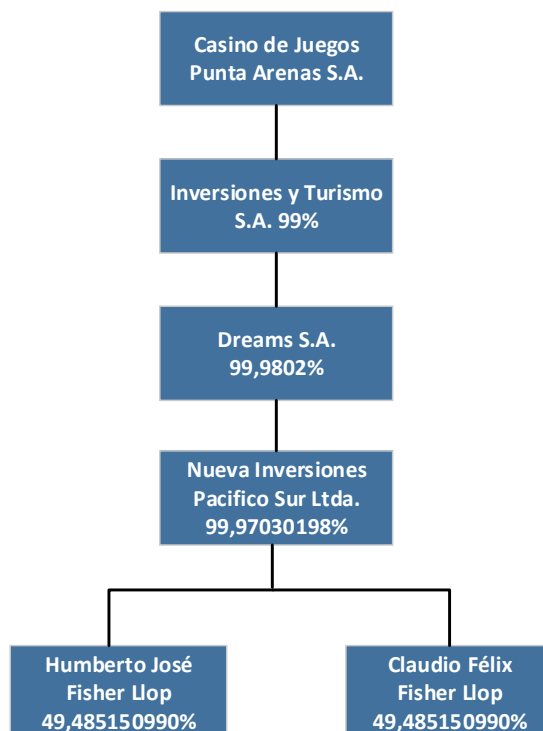 Casino de Juegos
Punta Arenas S.A.
Inversiones y Turismo
S.A. 99%
Dreams S.A.
99,9802%
Nueva Inversiones
Pacifico Sur Ltda.
99,97030198%
Humberto José
Fisher Llop
49,485150990%
Claudio Félix
Fisher Llop
49,485150990%